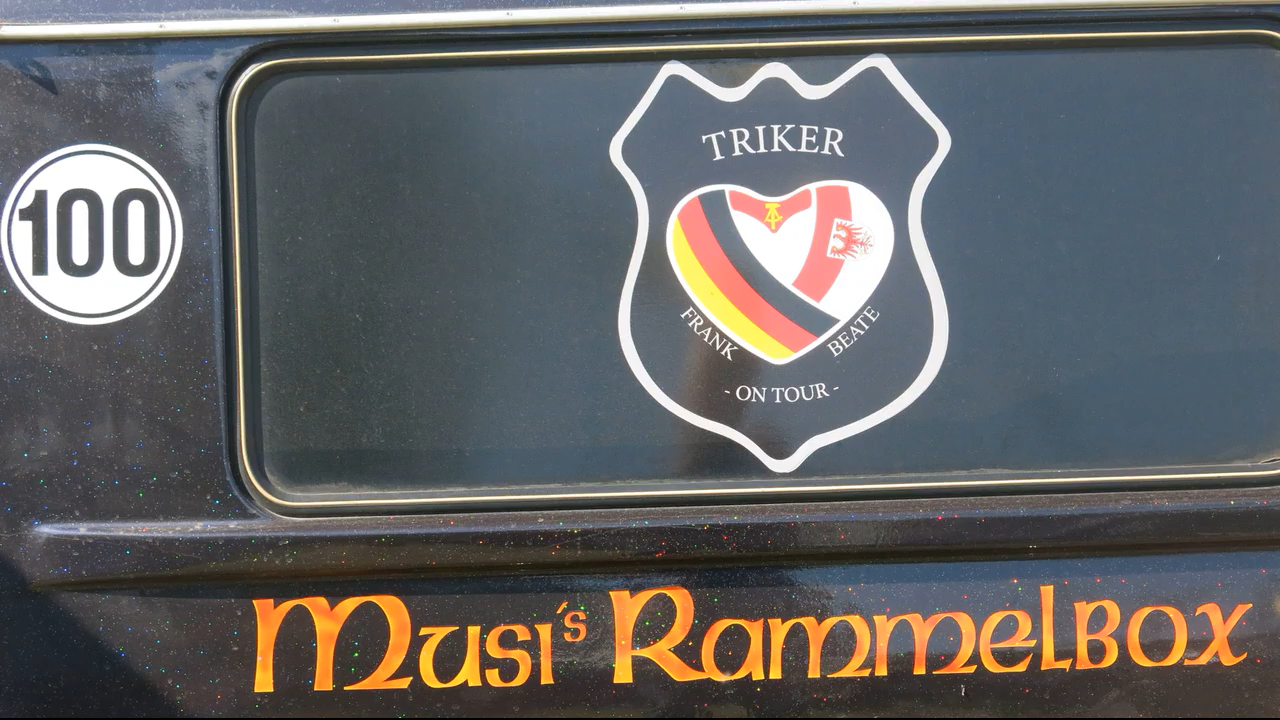 100
TRIKER
FRANK
BEATE
- ON TOUR -
Musi´s RammelBox